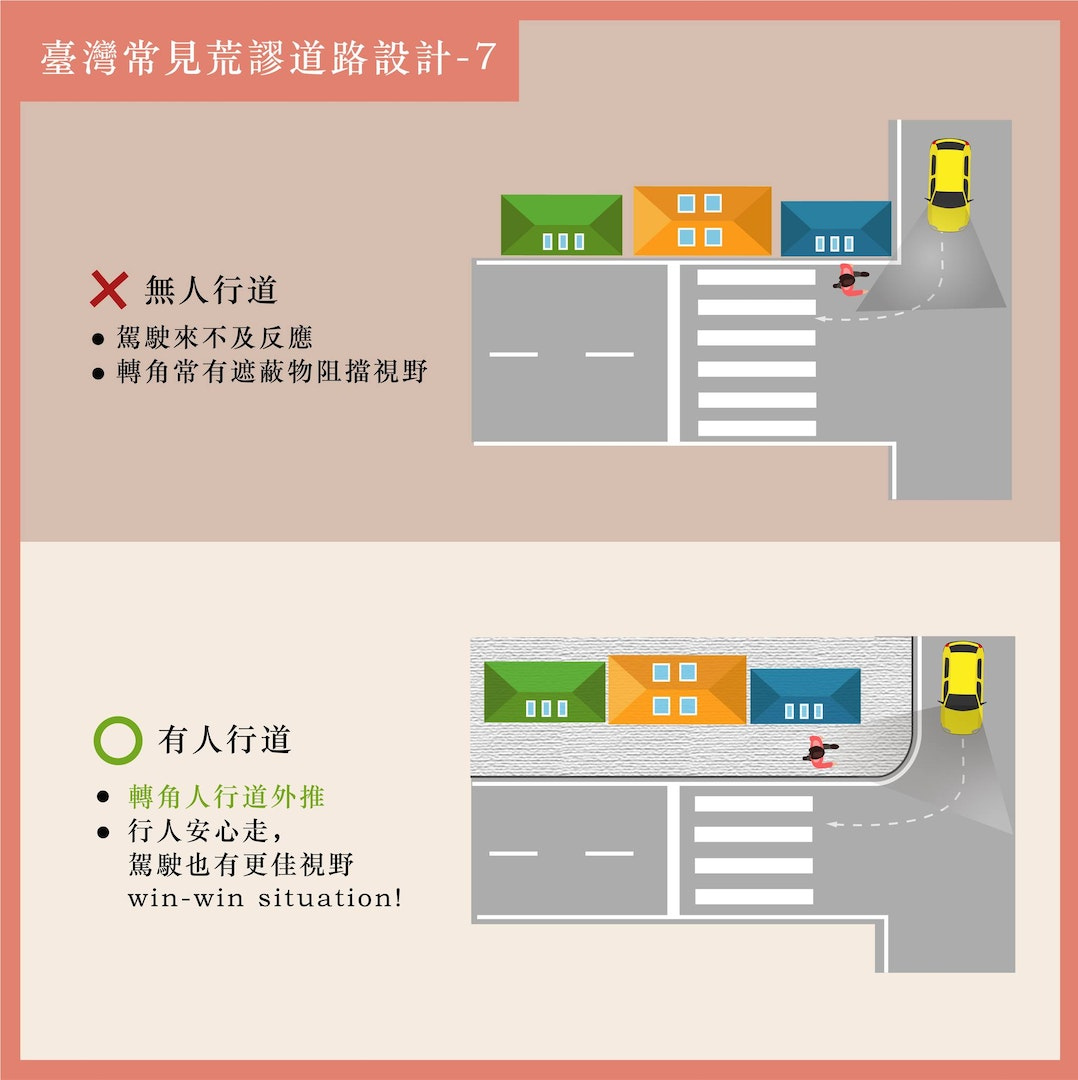 臺灣常見荒謬道路設計-7
無人行道
● 駕駛來不及反應
● 轉角常有遮蔽物阻擋視野
有人行道
● 轉角人行道外推
● 行人安心走，
駕駛也有更佳視野
win-win situation!